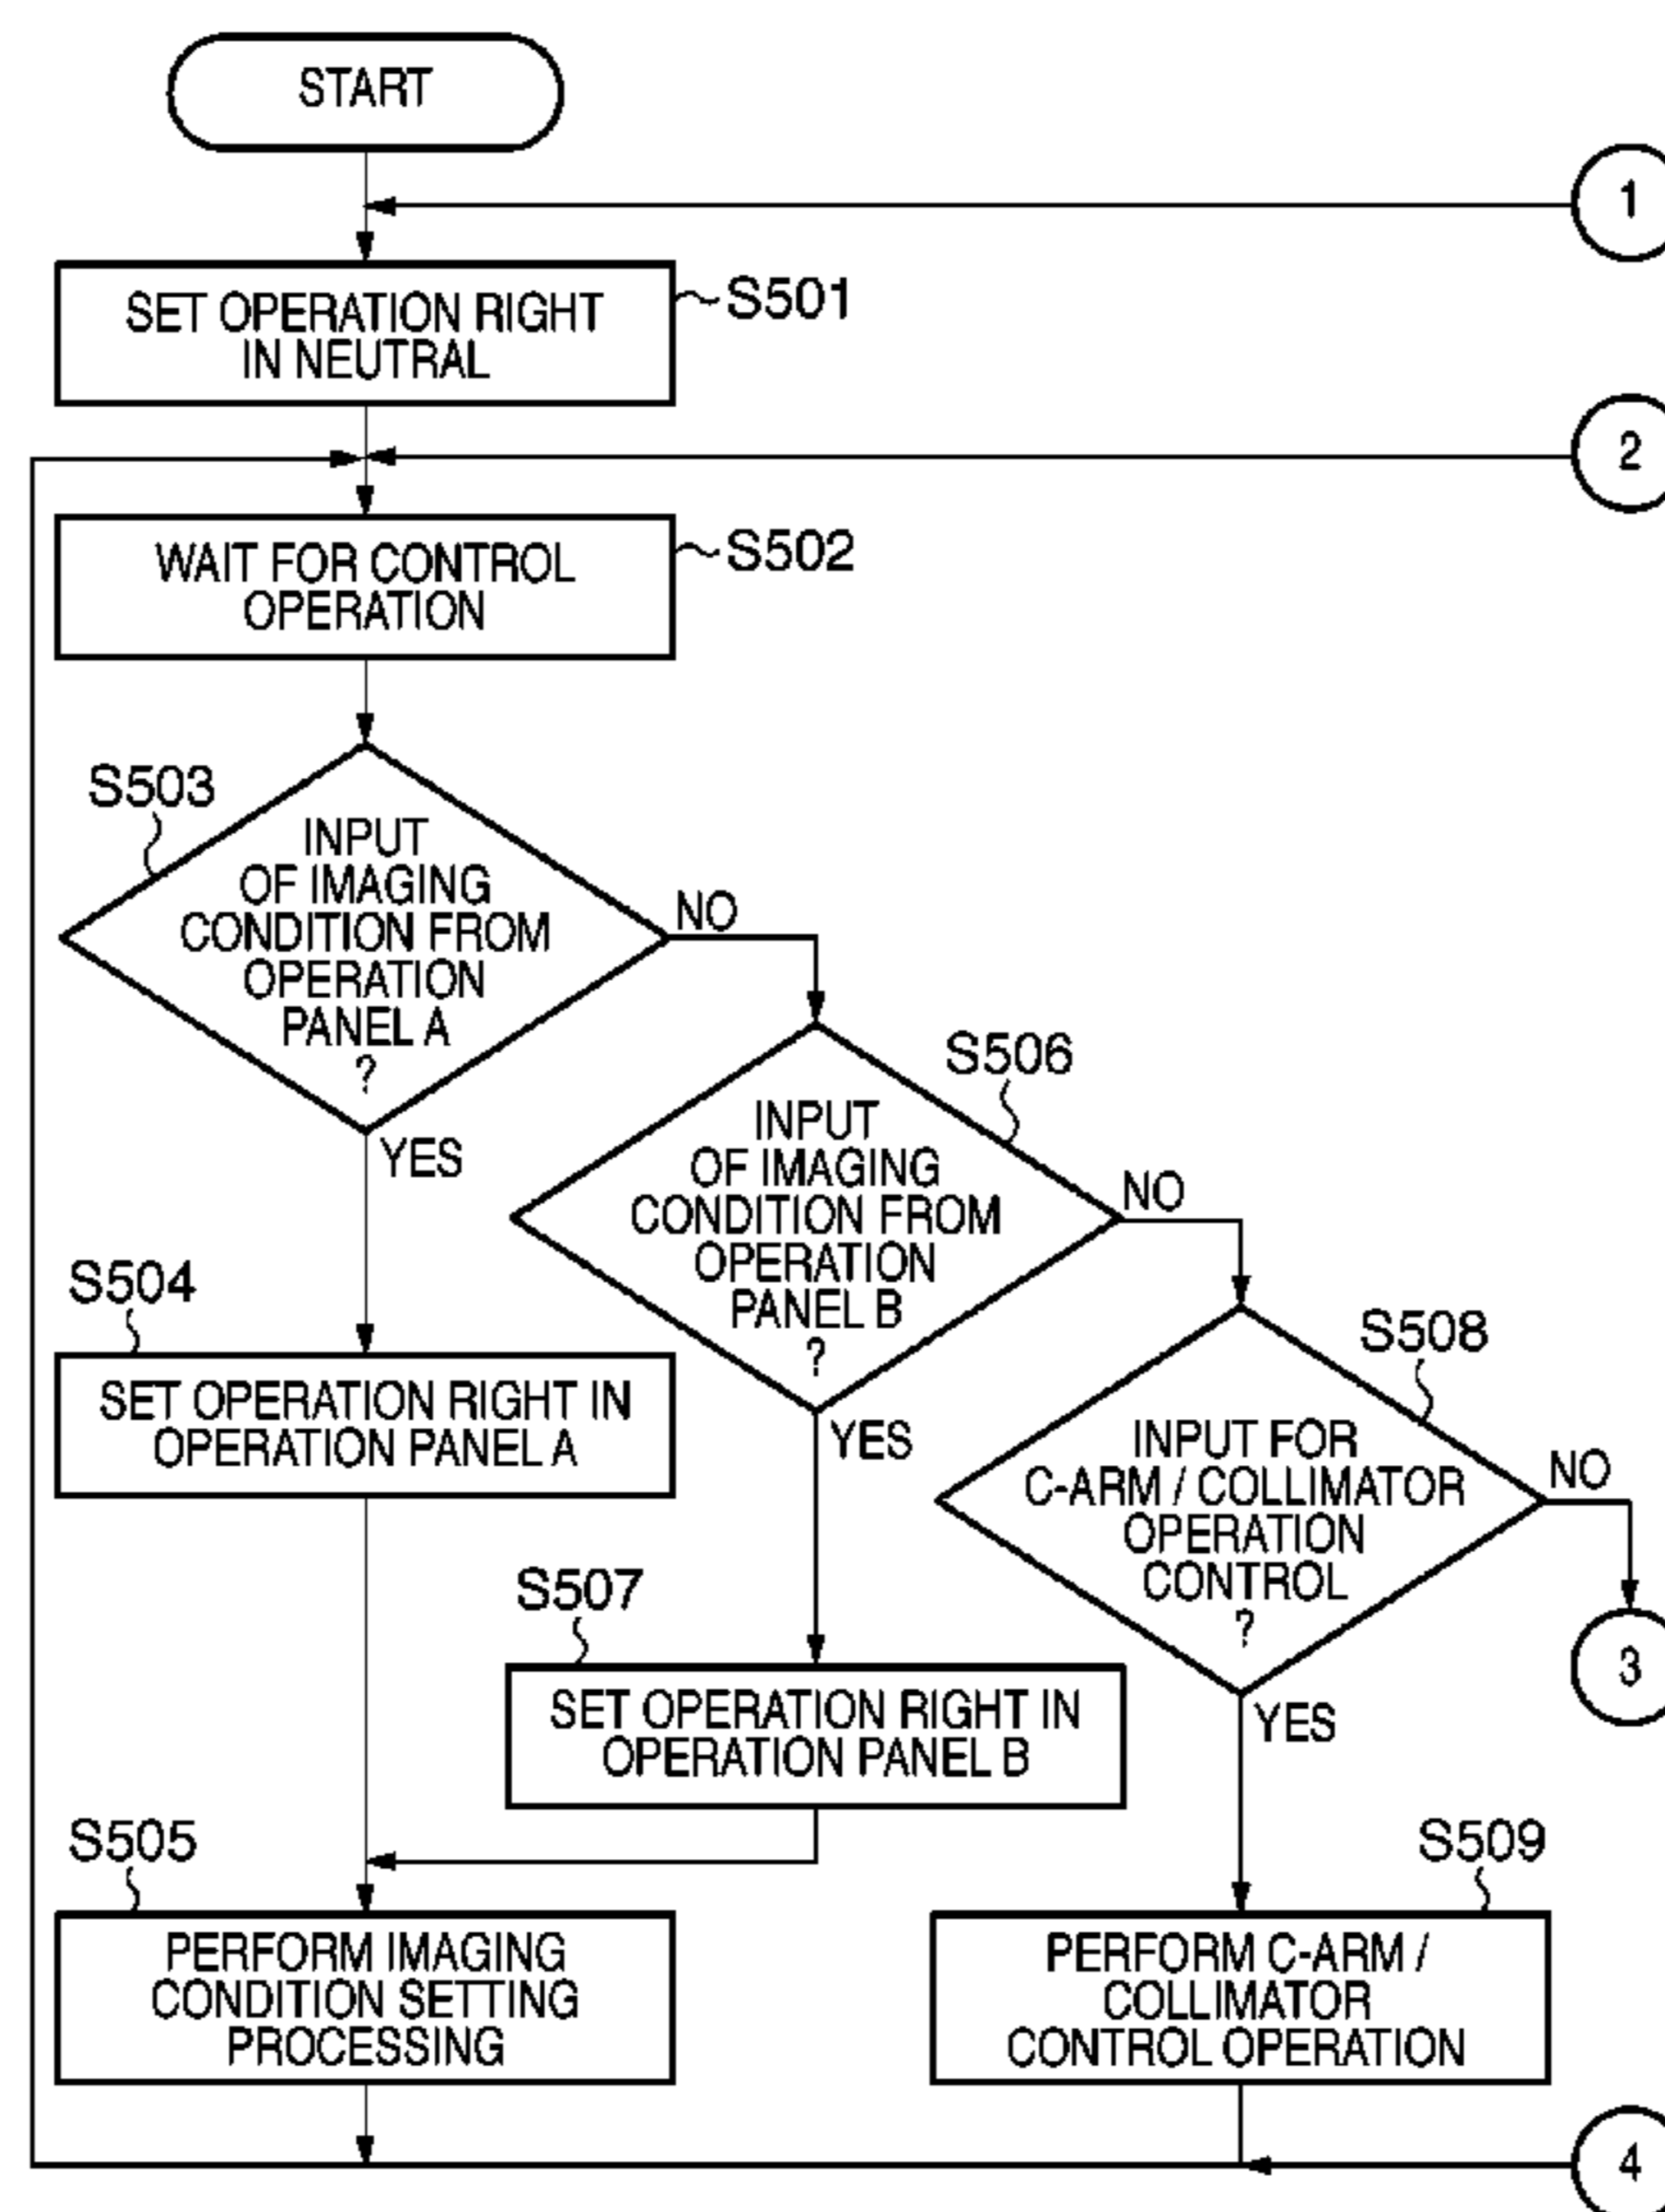 START
1
SET OPERATION RIGHT
IN NEUTRAL
S501
2
WAIT FOR CONTROL
OPERATION
S502
S503
INPUT
OF IMAGING
CONDITION FROM
OPERATION
PANEL A
?
NO
YES
S506
INPUT
OF IMAGING
CONDITION FROM
OPERATION
PANEL B
?
NO
YES
S504
SET OPERATION RIGHT IN
OPERATION PANEL A
S508
INPUT FOR
C-ARM / COLLIMATOR
OPERATION
CONTROL
?
NO
YES
3
S507
SET OPERATION RIGHT IN
OPERATION PANEL B
S505
PERFORM IMAGING
CONDITION SETTING
PROCESSING
S509
PERFORM C-ARM /
COLLIMATOR
CONTROL OPERATION
4